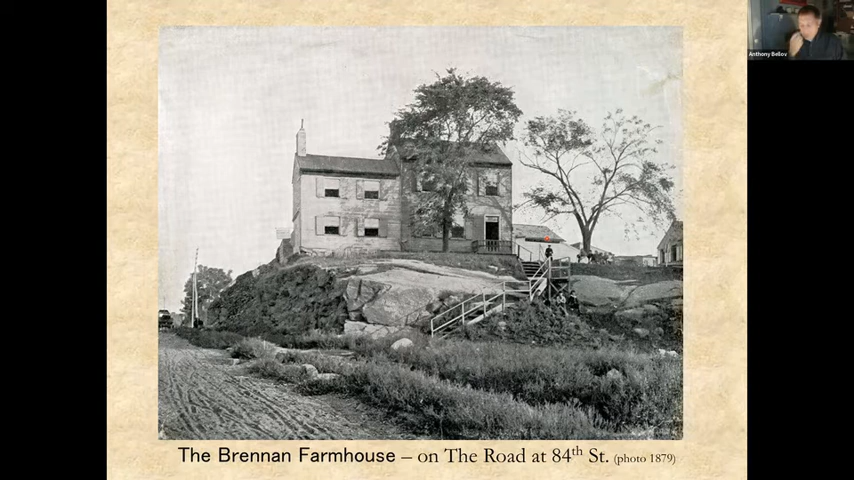 Anthony Bellov
The Brennan Farmhouse – on The Road at 84th St. (photo 1879)